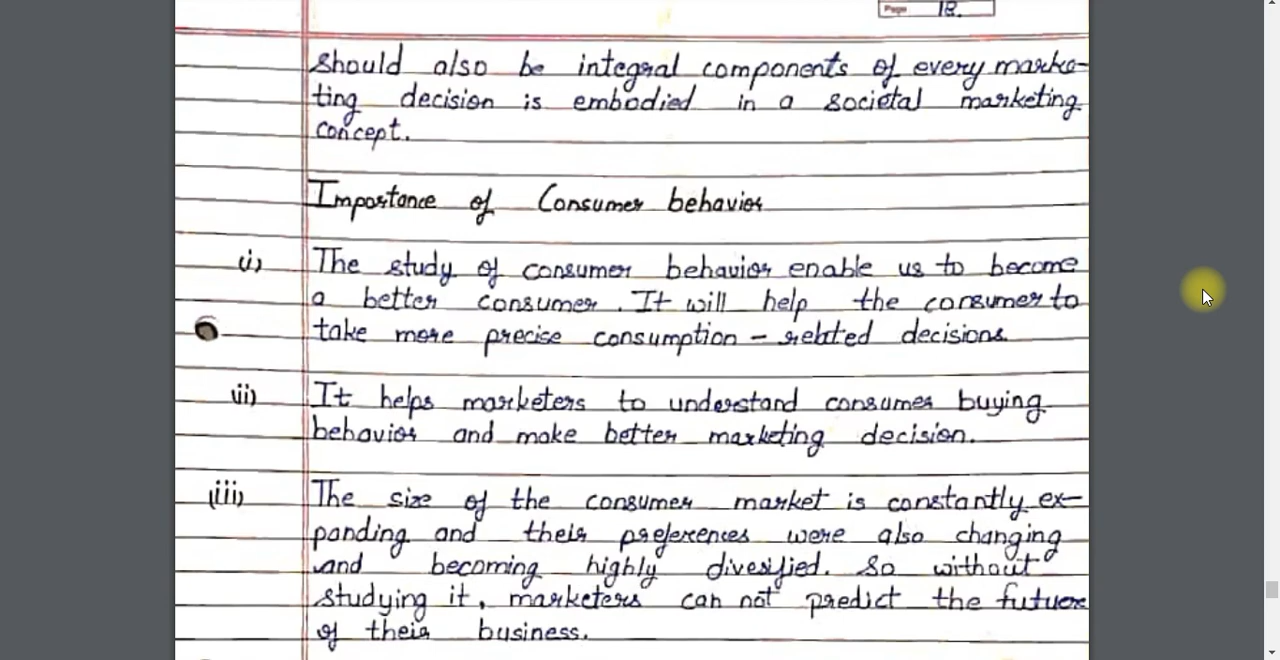 Page 18.
should also be integral components of every marke-
ting decision is embodied in a societal marketing
concept.
Importance of Consumer behavior
(i) The study of consumer behavior enable us to become
a better consumer. It will help the consumer to
take more precise consumption - related decisions.
(ii) It helps marketers to understand consumer buying
behavior and make better marketing decision.
(iii) The size of the consumer market is constantly ex-
panding and their preferences were also changing
and becoming highly divesified. So without
studying it, marketers can not predict the future
of their business.